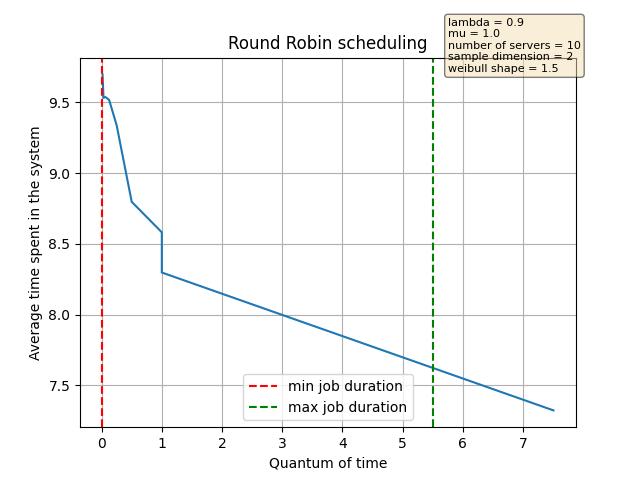 Round Robin scheduling
lambda = 0.9
mu = 1.0
number of servers = 10
sample dimension = 2
weibull shape = 1.5
Average time spent in the system
9.5
9.0
8.5
8.0
7.5
min job duration
max job duration
0 1 2 3 4 5 6 7
Quantum of time